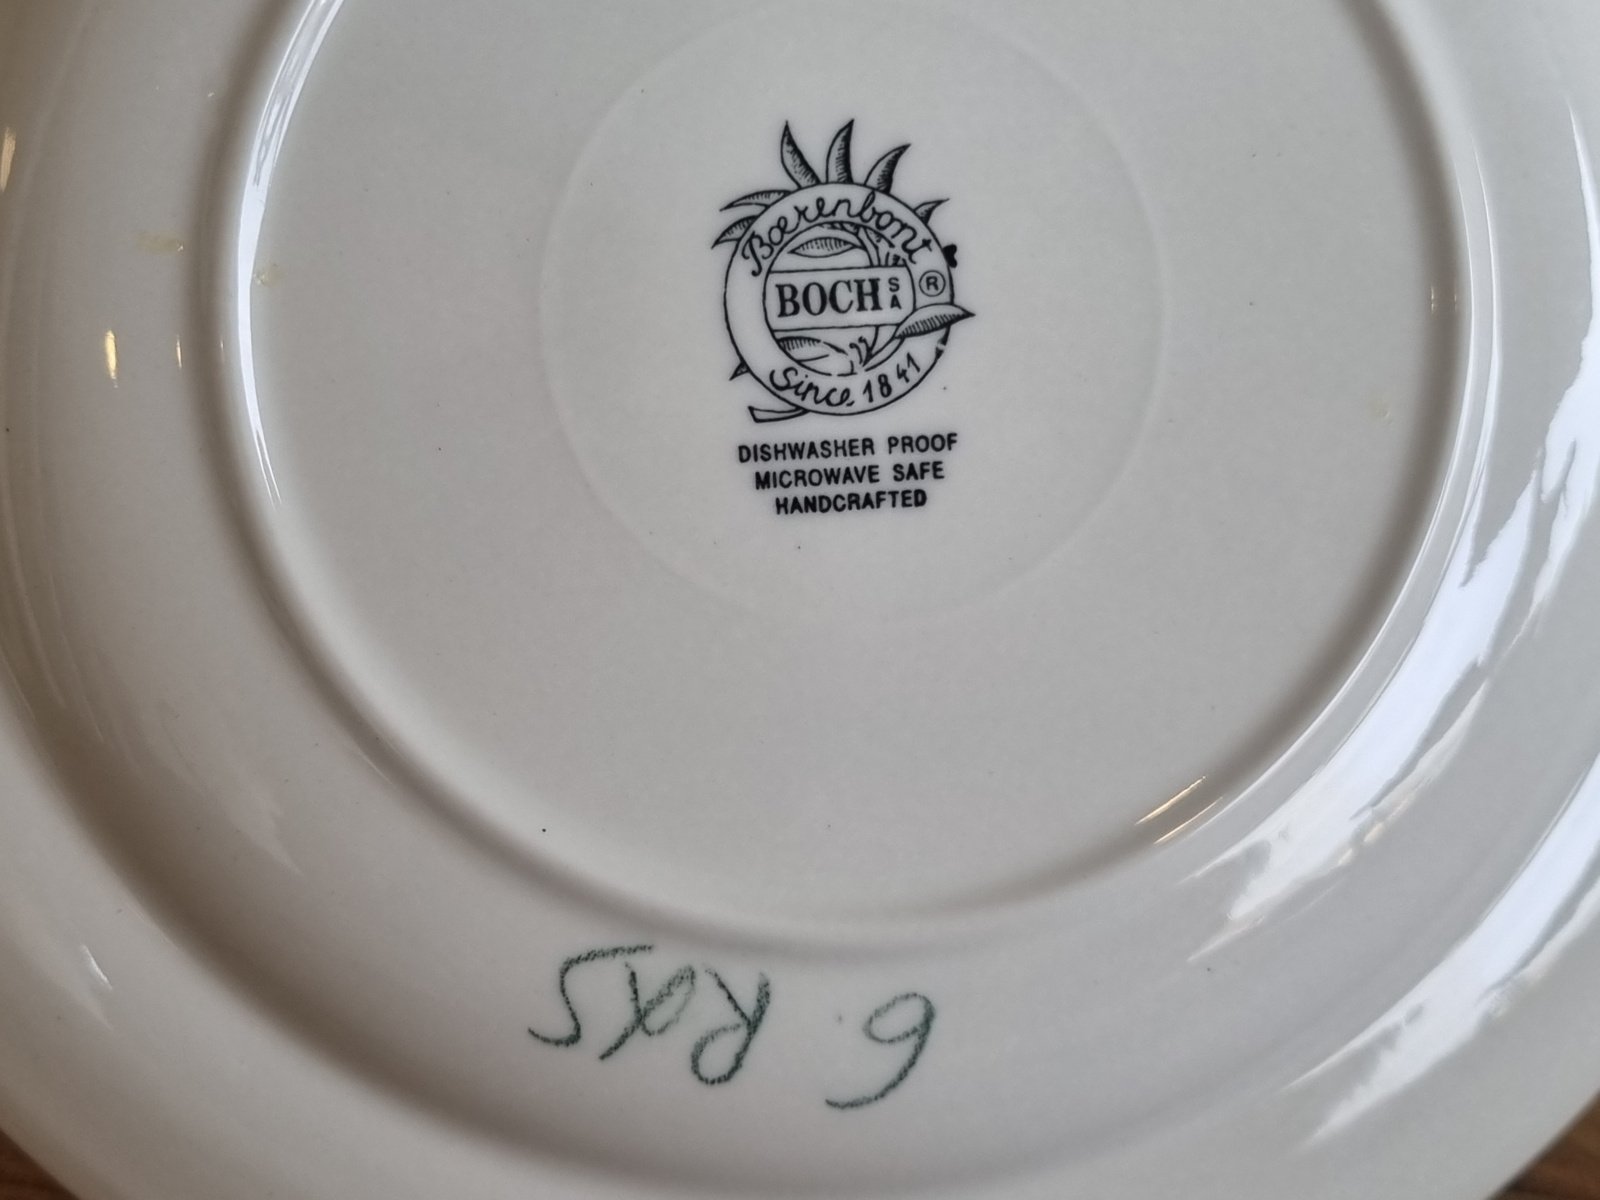 Boerenbont
BOCH SA ®
Since 1841
DISHWASHER PROOF
MICROWAVE SAFE
HANDCRAFTED